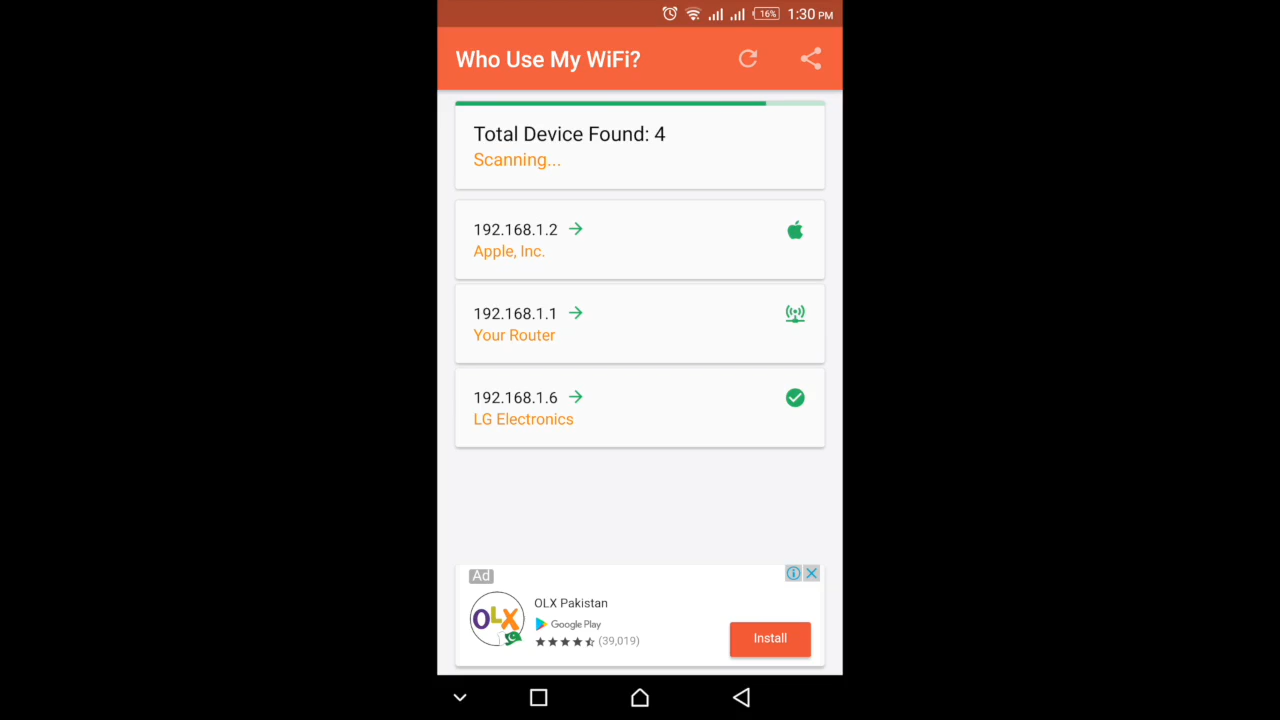 16% 1:30 PM
Who Use My WiFi?
Total Device Found: 4
Scanning...
192.168.1.2
Apple, Inc.
192.168.1.1
Your Router
192.168.1.6
LG Electronics
Ad
OLX
OLX Pakistan
Google Play
(39,019)
Install